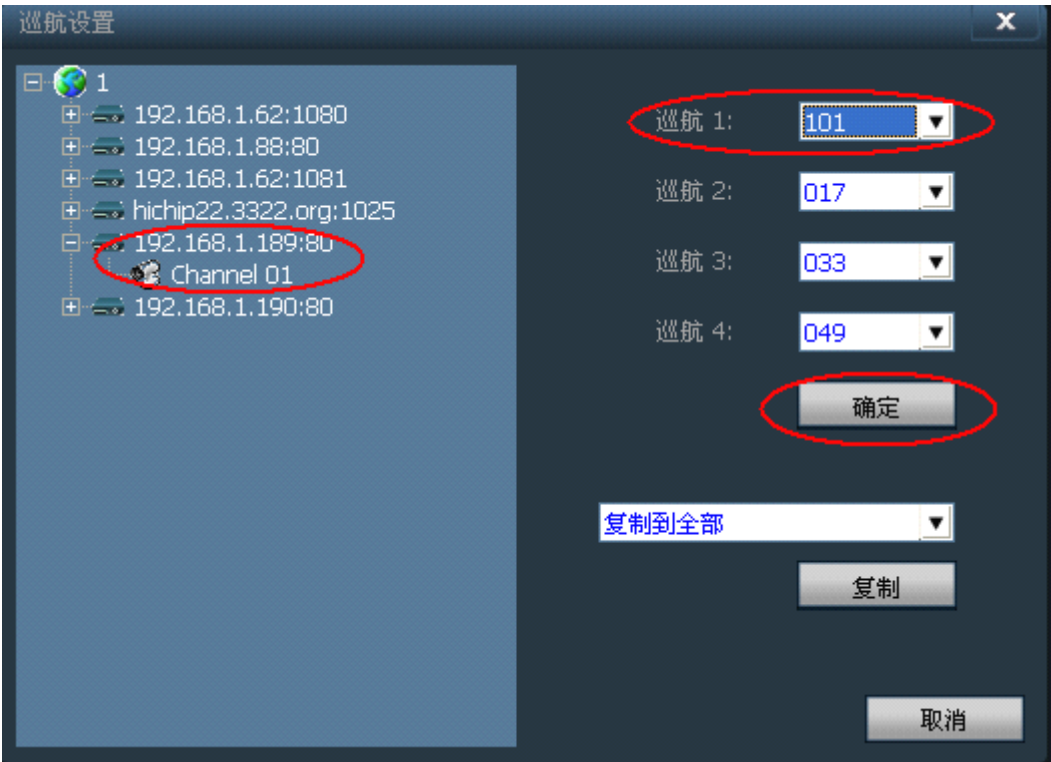 巡航设置
X
1
192.168.1.62:1080
192.168.1.88:80
192.168.1.62:1081
hichip22.3322.org:1025
192.168.1.189:80
Channel 01
192.168.1.190:80
巡航 1: 101
巡航 2: 017
巡航 3: 033
巡航 4: 049
确定
复制到全部
复制
取消